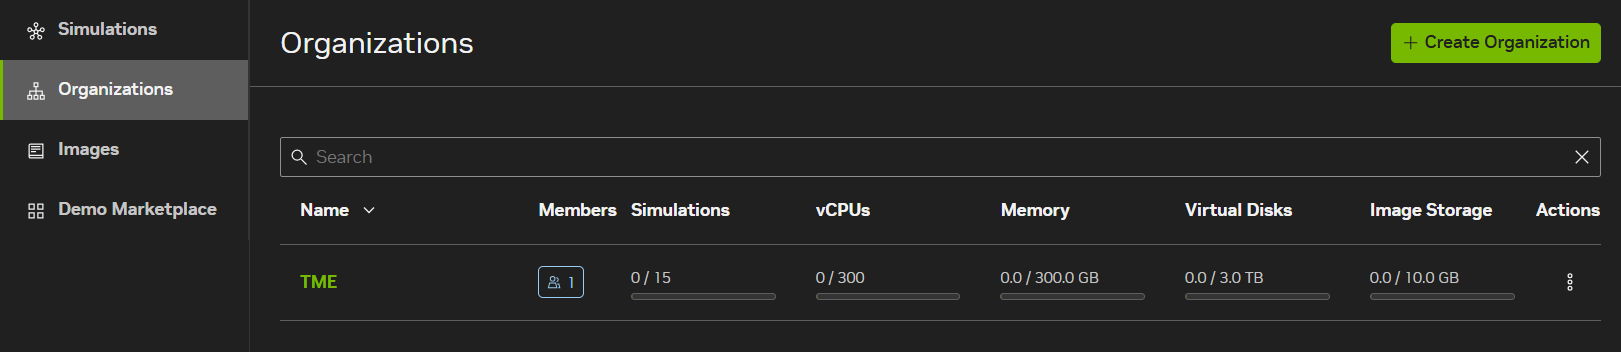 Simulations
Organizations
Images
Demo Marketplace
Organizations
+ Create Organization
Search
Name Members Simulations vCPUs Memory Virtual Disks Image Storage Actions
TME 1 0 / 15 0 / 300 0.0 / 300.0 GB 0.0 / 3.0 TB 0.0 / 10.0 GB